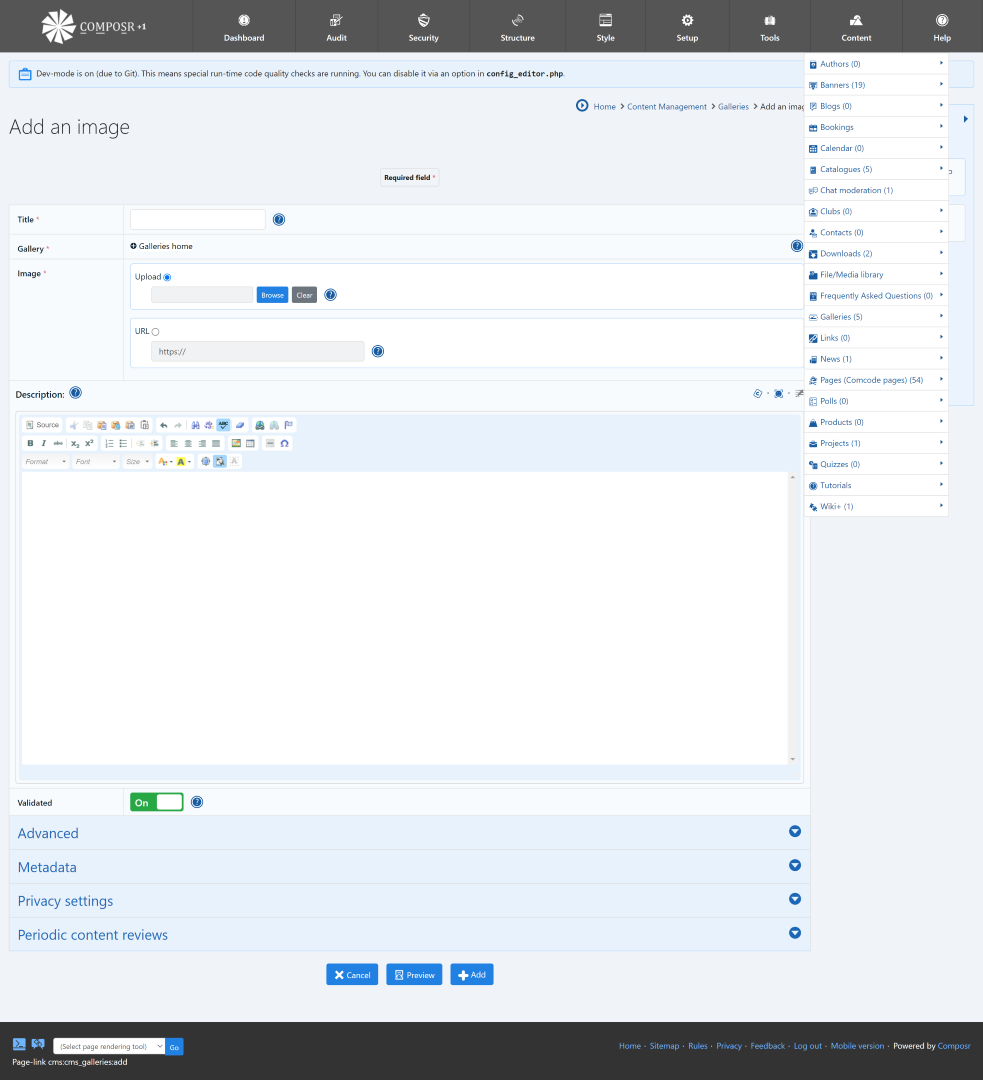 COMPOSR +1
Dashboard
Audit
Security
Structure
Style
Setup
Tools
Content
Help
Dev-mode is on (due to Git). This means special run-time code quality checks are running. You can disable it via an option in config_editor.php.
Home > Content Management > Galleries > Add an imag
Add an image
Required field *
Title *
Gallery *
Galleries home
Image *
Upload
Browse
Clear
URL
https://
Description:
Source
ABC
B I abc X2 X2
Format
Font
Size
A
A
Validated
On
Advanced
Metadata
Privacy settings
Periodic content reviews
Cancel
Preview
Add
Authors (0)
Banners (19)
Blogs (0)
Bookings
Calendar (0)
Catalogues (5)
Chat moderation (1)
Clubs (0)
Contacts (0)
Downloads (2)
File/Media library
Frequently Asked Questions (0)
Galleries (5)
Links (0)
News (1)
Pages (Comcode pages) (54)
Polls (0)
Products (0)
Projects (1)
Quizzes (0)
Tutorials
Wiki+ (1)
(Select page rendering tool)
Go
Page-link cms:cms_galleries:add
Home · Sitemap · Rules · Privacy · Feedback · Log out · Mobile version · Powered by Composr